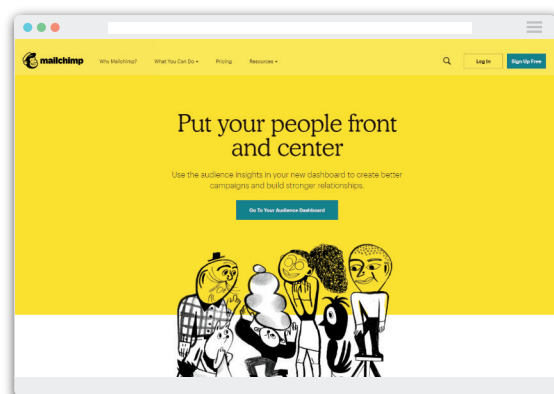 mailchimp Why Mailchimp? What You Can Do Pricing Resources Log In Sign Up Free
Put your people front
and center
Use the audience insights in your new dashboard to create better
campaigns and build stronger relationships.
Go To Your Audience Dashboard